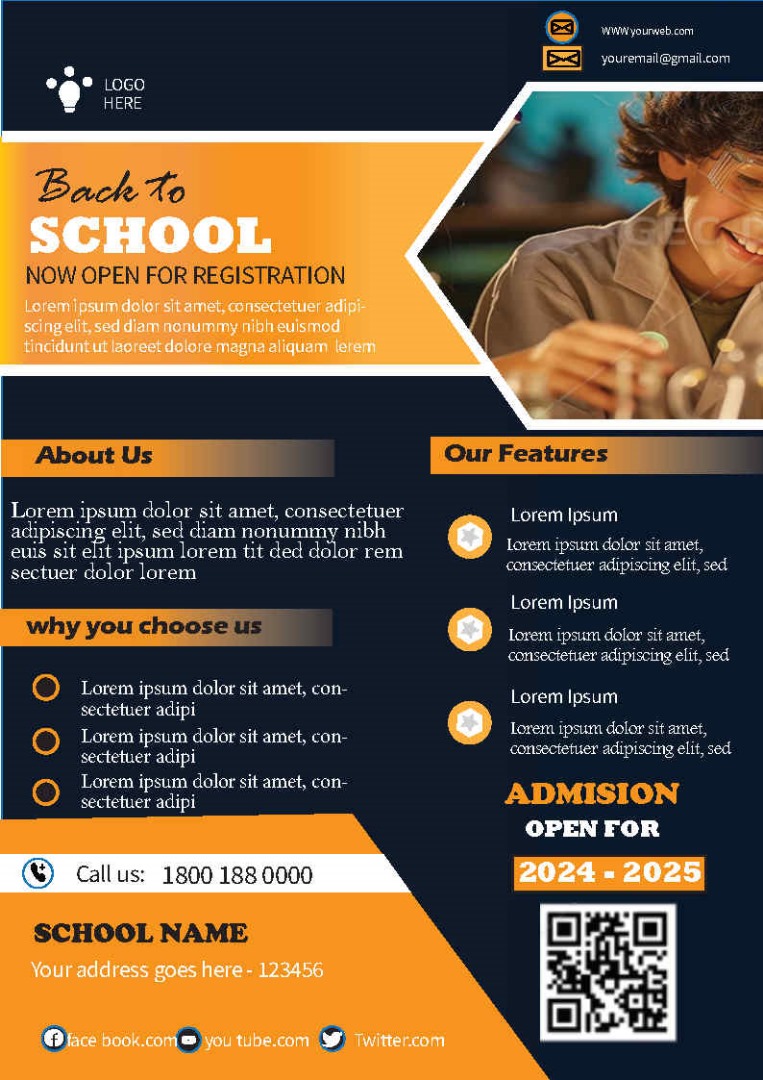 WWW.yourweb.com
youremail@gmail.com
LOGO
HERE
Back to
SCHOOL
NOW OPEN FOR REGISTRATION
Lorem ipsum dolor sit amet, consectetuer adipi-
scing elit, sed diam nonummy nibh euismod
tincidunt ut laoreet dolore magna aliquam lerem
About Us
Lorem ipsum dolor sit amet, consectetuer
adipiscing elit, sed diam nonummy nibh
euis sit elit ipsum lorem tit ded dolor rem
sectuer dolor lorem
why you choose us
Lorem ipsum dolor sit amet, con-
sectetuer adipi
Lorem ipsum dolor sit amet, con-
sectetuer adipi
Lorem ipsum dolor sit amet, con-
sectetuer adipi
Our Features
Lorem Ipsum
Lorem ipsum dolor sit amet,
consectetuer adipiscing elit, sed
Lorem Ipsum
Lorem ipsum dolor sit amet,
consectetuer adipiscing elit, sed
Lorem Ipsum
Lorem ipsum dolor sit amet,
consectetuer adipiscing elit, sed
ADMISION
OPEN FOR
2024 - 2025
Call us: 1800 188 0000
SCHOOL NAME
Your address goes here - 123456
face book.com you tube.com Twitter.com